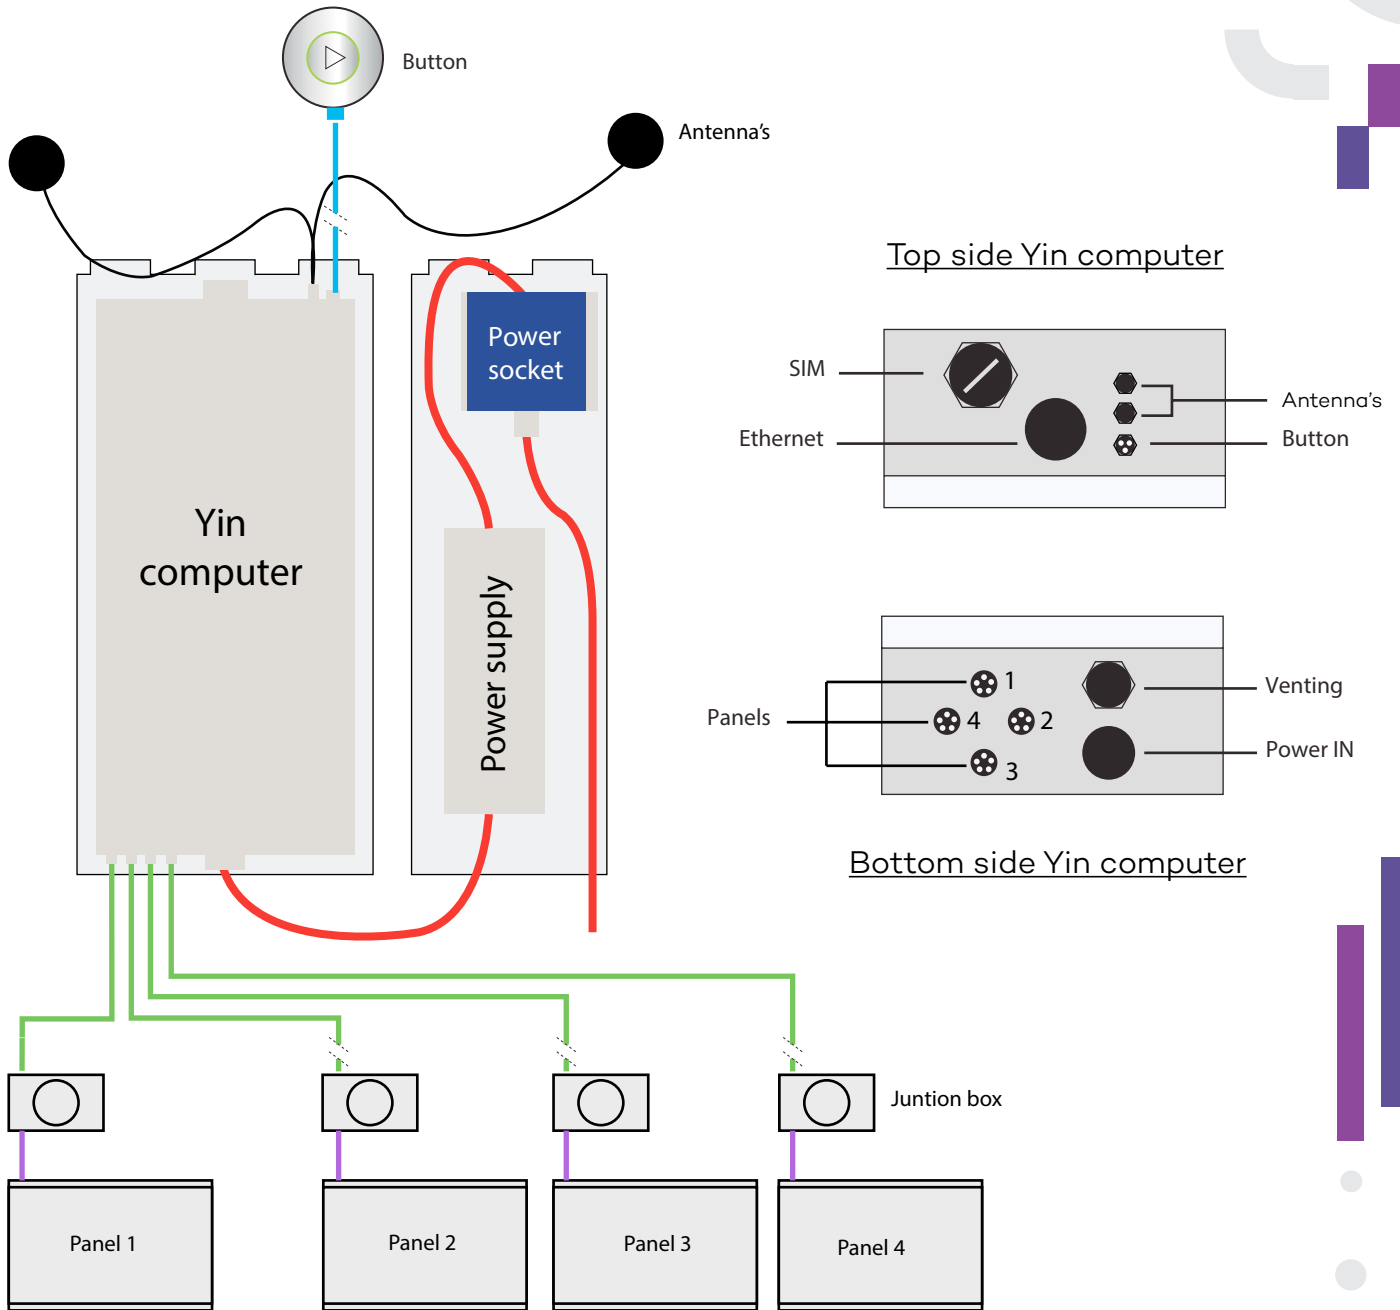 Button
Antenna's
Power
socket
Yin
computer
Power supply
Top side Yin computer
SIM
Ethernet
Antenna's
Button
Panels
1
4
2
3
Venting
Power IN
Bottom side Yin computer
Juntion box
Panel 1
Panel 2
Panel 3
Panel 4